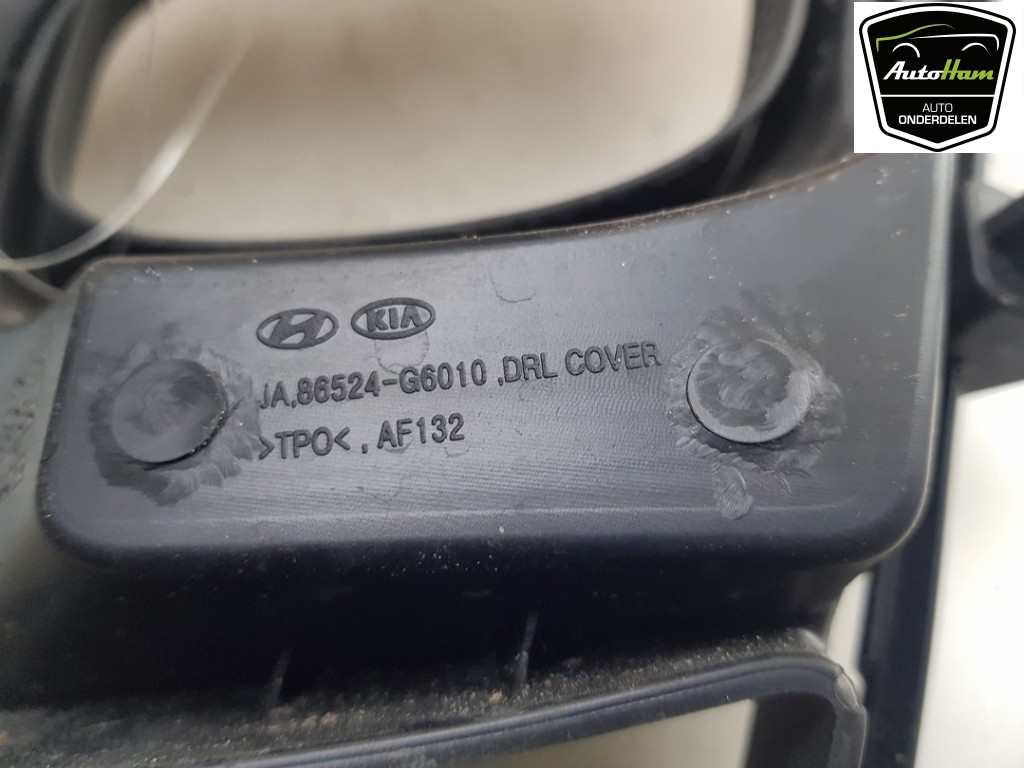 AutoHam
AUTO
ONDERDELEN
KIA
JA,86524-G6010 ,DRL COVER
>TPO< , AF132